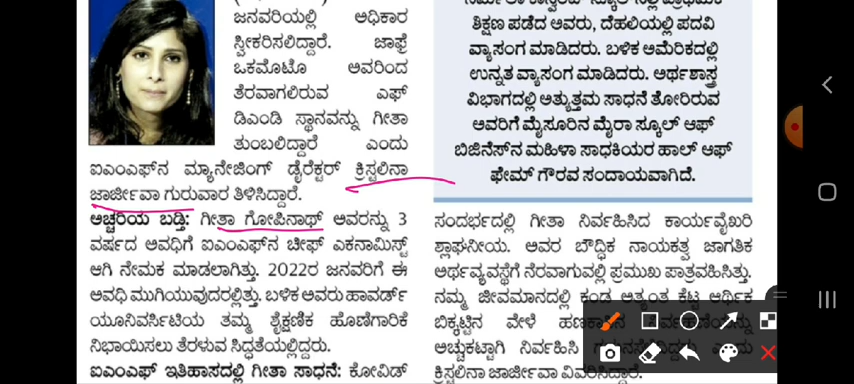 ಜನವರಿಯಲ್ಲಿ ಅಧಿಕಾರ
ಸ್ವೀಕರಿಸಲಿದ್ದಾರೆ. ಜಾಫ್ರೆ
ಒಕಮೊಟೊ ಅವರಿಂದ
ತೆರವಾಗಲಿರುವ ಎಫ್
ಡಿಎಂಡಿ ಸ್ಥಾನವನ್ನು ಗೀತಾ
ತುಂಬಲಿದ್ದಾರೆ ಎಂದು
ಐಎಂಎಫ್‌ನ ಮ್ಯಾನೇಜಿಂಗ್ ಡೈರೆಕ್ಟರ್ ಕ್ರಿಸ್ಟಲಿನಾ
ಜಾರ್ಜೀವಾ ಗುರುವಾರ ತಿಳಿಸಿದ್ದಾರೆ.
ಅಚ್ಚರಿಯ ಬಡ್ತಿ: ಗೀತಾ ಗೋಪಿನಾಥ್ ಅವರನ್ನು 3
ವರ್ಷದ ಅವಧಿಗೆ ಐಎಂಎಫ್‌ನ ಚೀಫ್ ಎಕನಾಮಿಸ್ಟ್
ಆಗಿ ನೇಮಕ ಮಾಡಲಾಗಿತ್ತು. 2022ರ ಜನವರಿಗೆ ಈ
ಅವಧಿ ಮುಗಿಯುವುದರಲ್ಲಿತ್ತು. ಬಳಿಕ ಅವರು ಹಾವರ್ಡ್
ಯೂನಿವರ್ಸಿಟಿಯ ತಮ್ಮ ಶೈಕ್ಷಣಿಕ ಹೊಣೆಗಾರಿಕೆ
ನಿಭಾಯಿಸಲು ತೆರಳುವ ಸಿದ್ಧತೆಯಲ್ಲಿದ್ದರು.
ಐಎಂಎಫ್ ಇತಿಹಾಸದಲ್ಲಿ ಗೀತಾ ಸಾಧನೆ: ಕೋವಿಡ್
ಶಿಕ್ಷಣ ಪಡೆದ ಅವರು, ದೆಹಲಿಯಲ್ಲಿ ಪದವಿ
ವ್ಯಾಸಂಗ ಮಾಡಿದರು. ಬಳಿಕ ಅಮೆರಿಕದಲ್ಲಿ
ಉನ್ನತ ವ್ಯಾಸಂಗ ಮಾಡಿದರು. ಅರ್ಥಶಾಸ್ತ್ರ
ವಿಭಾಗದಲ್ಲಿ ಅತ್ಯುತ್ತಮ ಸಾಧನೆ ತೋರಿರುವ
ಅವರಿಗೆ ಮೈಸೂರಿನ ಮೈರಾ ಸ್ಕೂಲ್ ಆಫ್
ಬಿಜಿನೆಸ್‌ನ ಮಹಿಳಾ ಸಾಧಕಿಯರ ಹಾಲ್ ಆಫ್
ಫೇಮ್ ಗೌರವ ಸಂದಾಯವಾಗಿದೆ.
ಸಂದರ್ಭದಲ್ಲಿ ಗೀತಾ ನಿರ್ವಹಿಸಿದ ಕಾರ್ಯವೈಖರಿ
ಶ್ಲಾಘನೀಯ. ಅವರ ಬೌದ್ಧಿಕ ನಾಯಕತ್ವ ಜಾಗತಿಕ
ಅರ್ಥವ್ಯವಸ್ಥೆಗೆ ನೆರವಾಗುವಲ್ಲಿ ಪ್ರಮುಖ ಪಾತ್ರವಹಿಸಿತ್ತು.
ನಮ್ಮ ಜೀವಮಾನದಲ್ಲಿ ಕಂಡ ಅತ್ಯಂತ ಕೆಟ್ಟ ಆರ್ಥಿಕ
ಬಿಕ್ಕಟ್ಟಿನ ವೇಳೆ
ಅಚ್ಚುಕಟ್ಟಾಗಿ ನಿರ್ವಹಿಸಿ
ಕ್ರಿಸ್ಟಲಿನಾ ಜಾರ್ಜೀವಾ ವಿವರಿಸಿದ್ದಾರೆ.